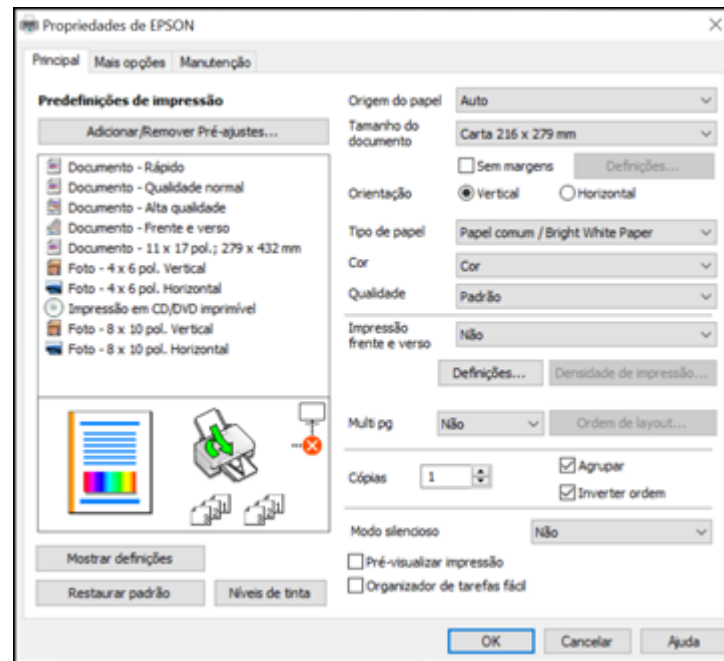 Propriedades de EPSON
Principal
Mais opções
Manutenção
Predefinições de impressão
Adicionar/Remover Pré-ajustes...
Documento - Rápido
Documento - Qualidade normal
Documento - Alta qualidade
Documento - Frente e verso
Documento - 11 x 17 pol.; 279 x 432 mm
Foto - 4 x 6 pol. Vertical
Foto - 4 x 6 pol. Horizontal
Impressão em CD/DVD imprimível
Foto - 8 x 10 pol. Vertical
Foto - 8 x 10 pol. Horizontal
Mostrar definições
Restaurar padrão
Níveis de tinta
Origem do papel
Auto
Tamanho do
documento
Carta 216 x 279 mm
Sem margens
Definições...
Orientação
Vertical
Horizontal
Tipo de papel
Papel comum / Bright White Paper
Cor
Cor
Qualidade
Padrão
Impressão
frente e verso
Não
Definições...
Densidade de impressão...
Multi pg
Não
Ordem de layout...
Cópias
1
Agrupar
Inverter ordem
Modo silencioso
Não
Pré-visualizar impressão
Organizador de tarefas fácil
OK
Cancelar
Ajuda